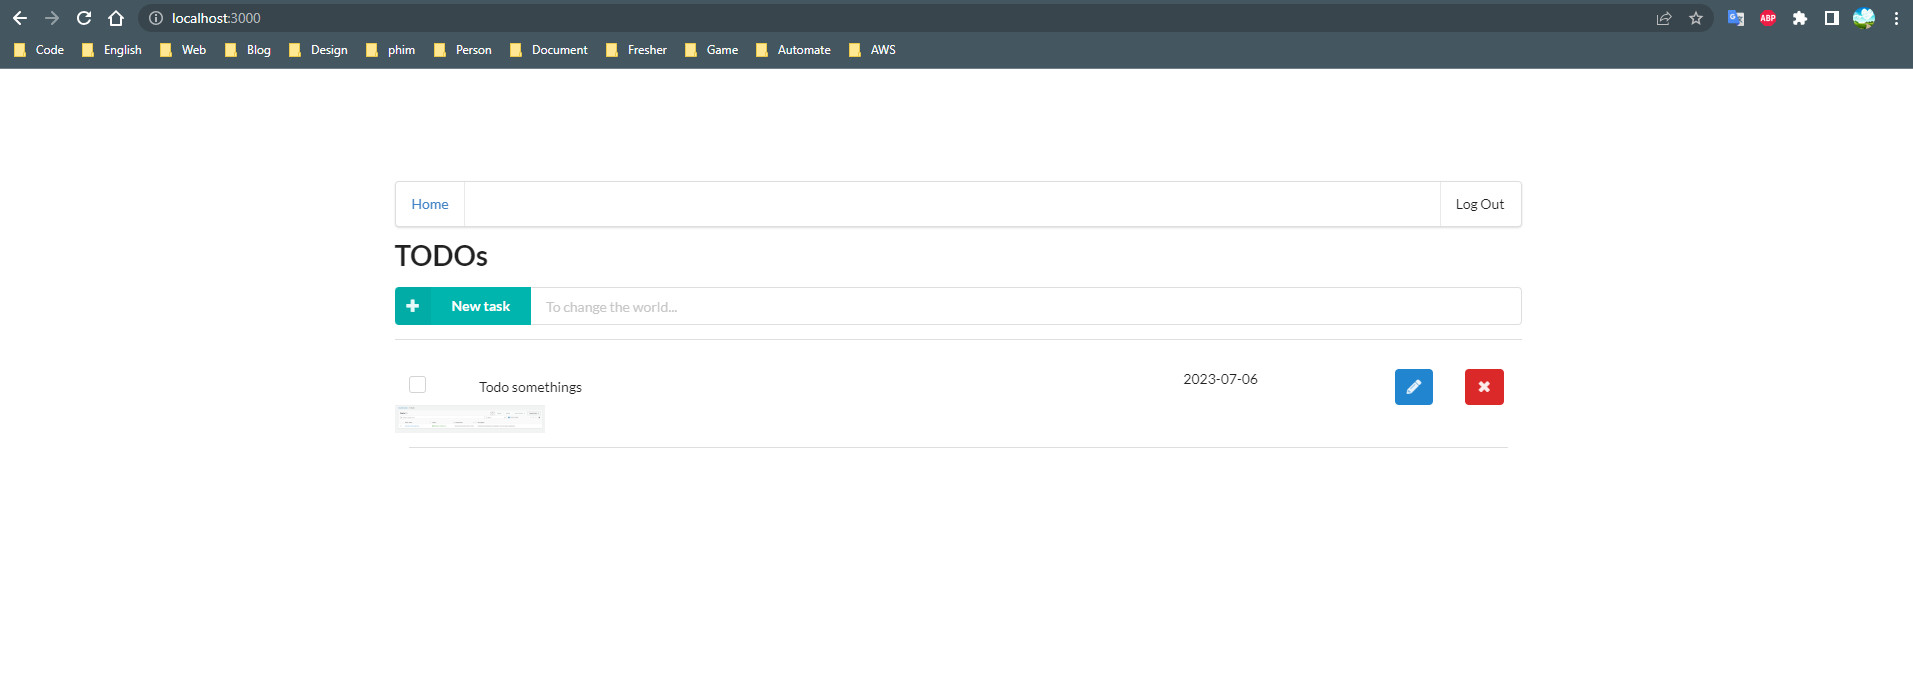 localhost:3000
ABP
Code English Web Blog Design phim Person Document Fresher Game Automate AWS
Home Log Out
TODOs
New task To change the world...
Todo somethings 2023-07-06